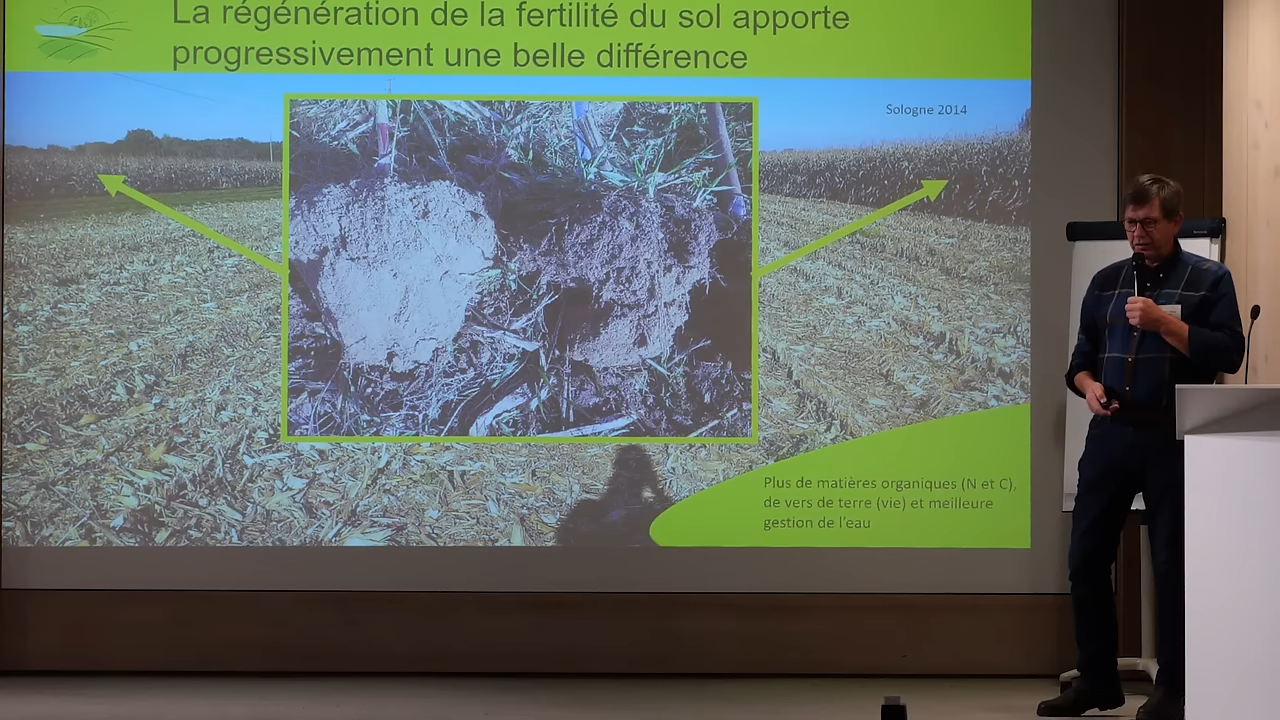 La régénération de la fertilité du sol apporte
progressivement une belle différence
Sologne 2014
Plus de matières organiques (N et C),
de vers de terre (vie) et meilleure
gestion de l'eau